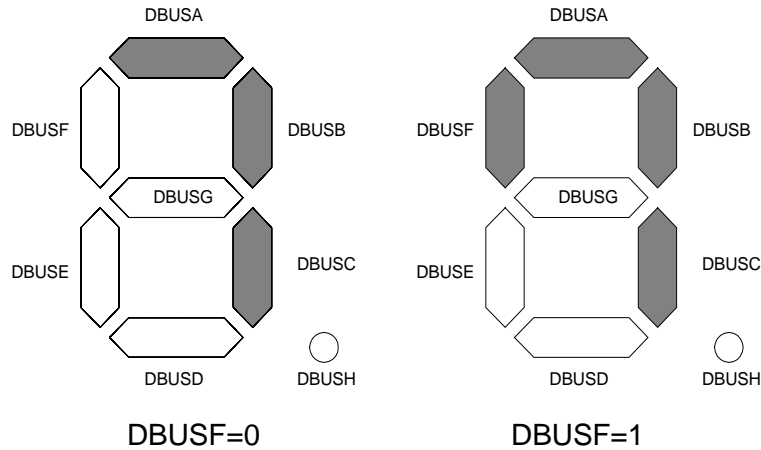 DBUSA DBUSA
DBUSF DBUSB DBUSF DBUSB
DBUSG DBUSG
DBUSE DBUSC DBUSE DBUSC
DBUSD DBUSH DBUSD DBUSH
DBUSF=0 DBUSF=1